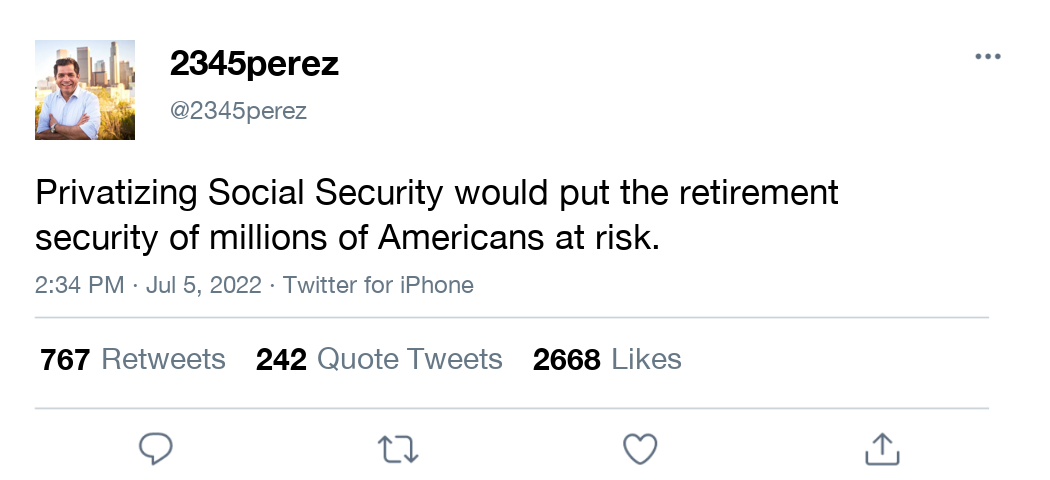 2345perez
@2345perez
Privatizing Social Security would put the retirement
security of millions of Americans at risk.
2:34 PM · Jul 5, 2022 · Twitter for iPhone
767 Retweets 242 Quote Tweets 2668 Likes